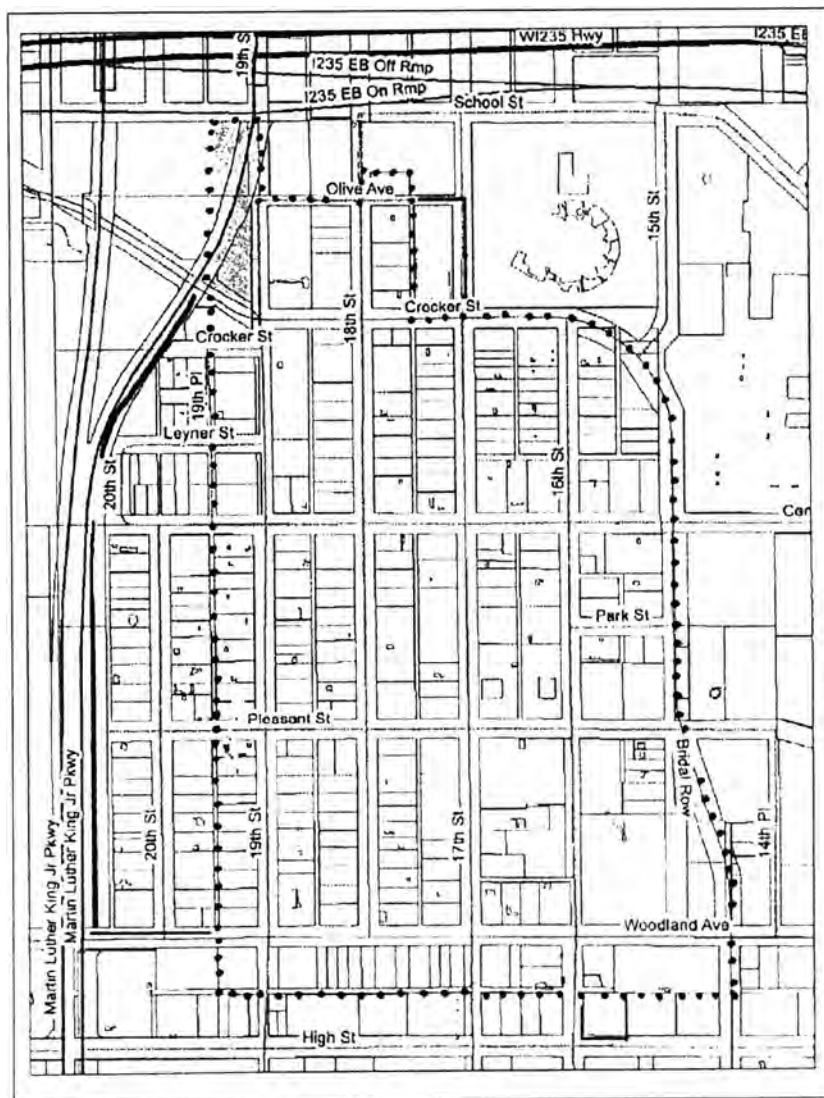 WI235 Hwy
I235 EB
19th St
I235 EB Off Rmp
I235 EB On Rmp
School St
Olive Ave
15th St
18th St
Crocker St
Crocker St
19th Pl
Leyner St
20th St
16th St
Cen
Park St
Pleasant St
Bridal Row
Martin Luther King Jr Pkwy
Martin Luther King Jr Pkwy
20th St
19th St
17th St
14th Pl
Woodland Ave
High St